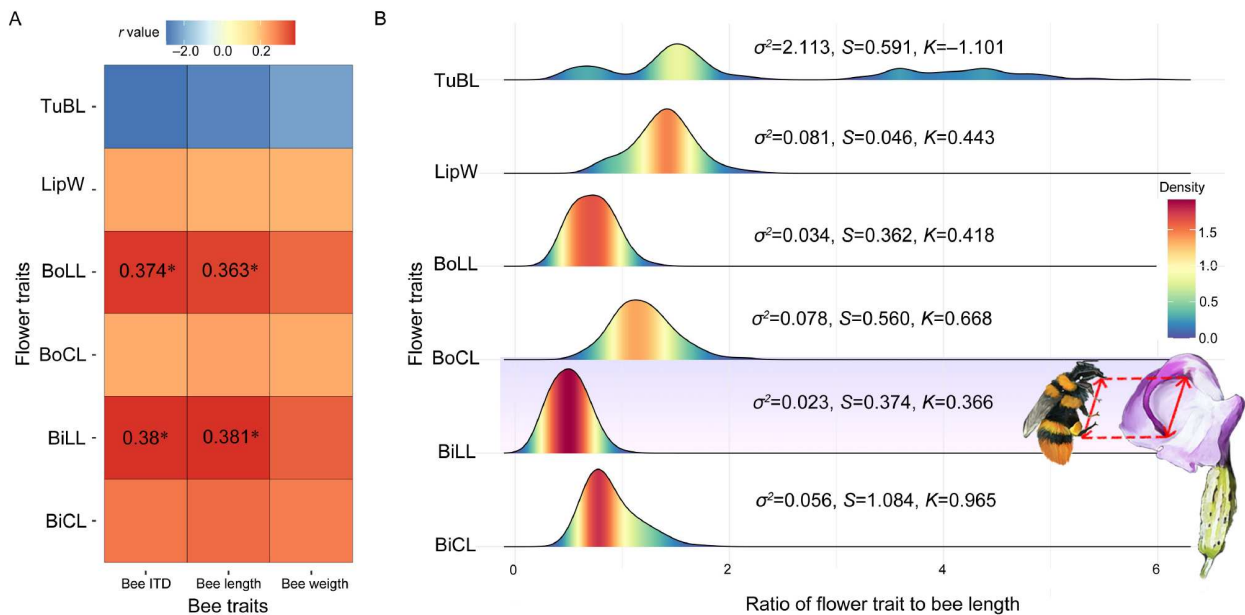 A
r value
−2.0 0.0 0.2
TuBL
LipW
BoLL
BoCL
BiLL
BiCL
Flower traits
0.374* 0.363*
0.38* 0.381*
Bee ITD Bee length Bee weigth
Bee traits
B
σ²=2.113, S=0.591, K=−1.101
TuBL
σ²=0.081, S=0.046, K=0.443
LipW
σ²=0.034, S=0.362, K=0.418
BoLL
σ²=0.078, S=0.560, K=0.668
BoCL
σ²=0.023, S=0.374, K=0.366
BiLL
σ²=0.056, S=1.084, K=0.965
BiCL
Flower traits
0 2 4 6
Ratio of flower trait to bee length
Density
1.5
1.0
0.5
0.0